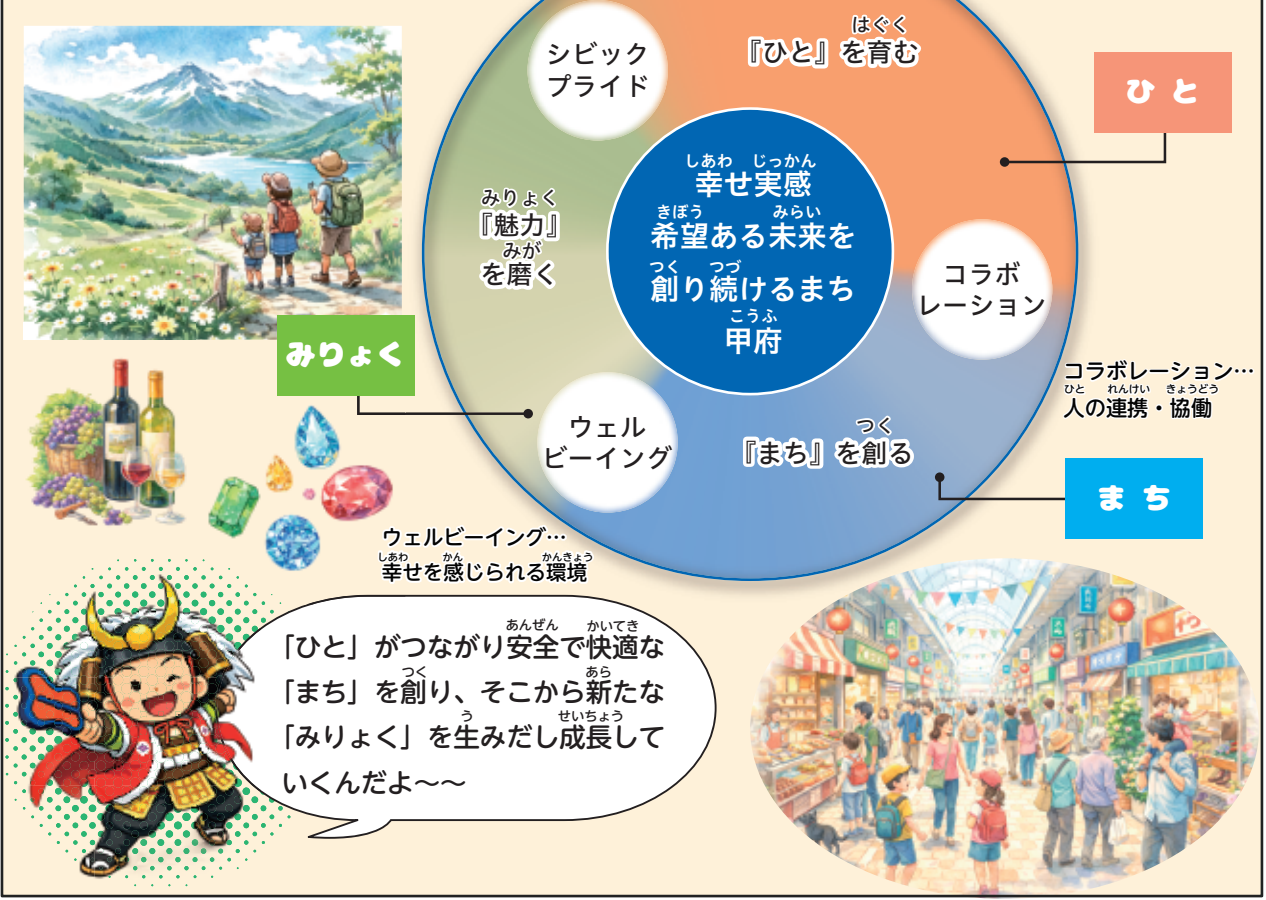 シビック
プライド
はぐく
『ひと』を育む
ひと
しあわ じっかん
幸せ実感
きぼう みらい
希望ある未来を
つく つづ
創り続けるまち
こうふ
甲府
みりょく
『魅力』
みが
を磨く
コラボ
レーション
みりょく
コラボレーション…
ひと れんけい きょうどう
人の連携・協働
ウェル
ビーイング
つく
『まち』を創る
まち
ウェルビーイング…
しあわ かん かんきょう
幸せを感じられる環境
あんぜん かいてき
「ひと」がつながり安全で快適な
つく あら
「まち」を創り、そこから新たな
う せいちょう
「みりょく」を生みだし成長して
いくんだよ〜〜